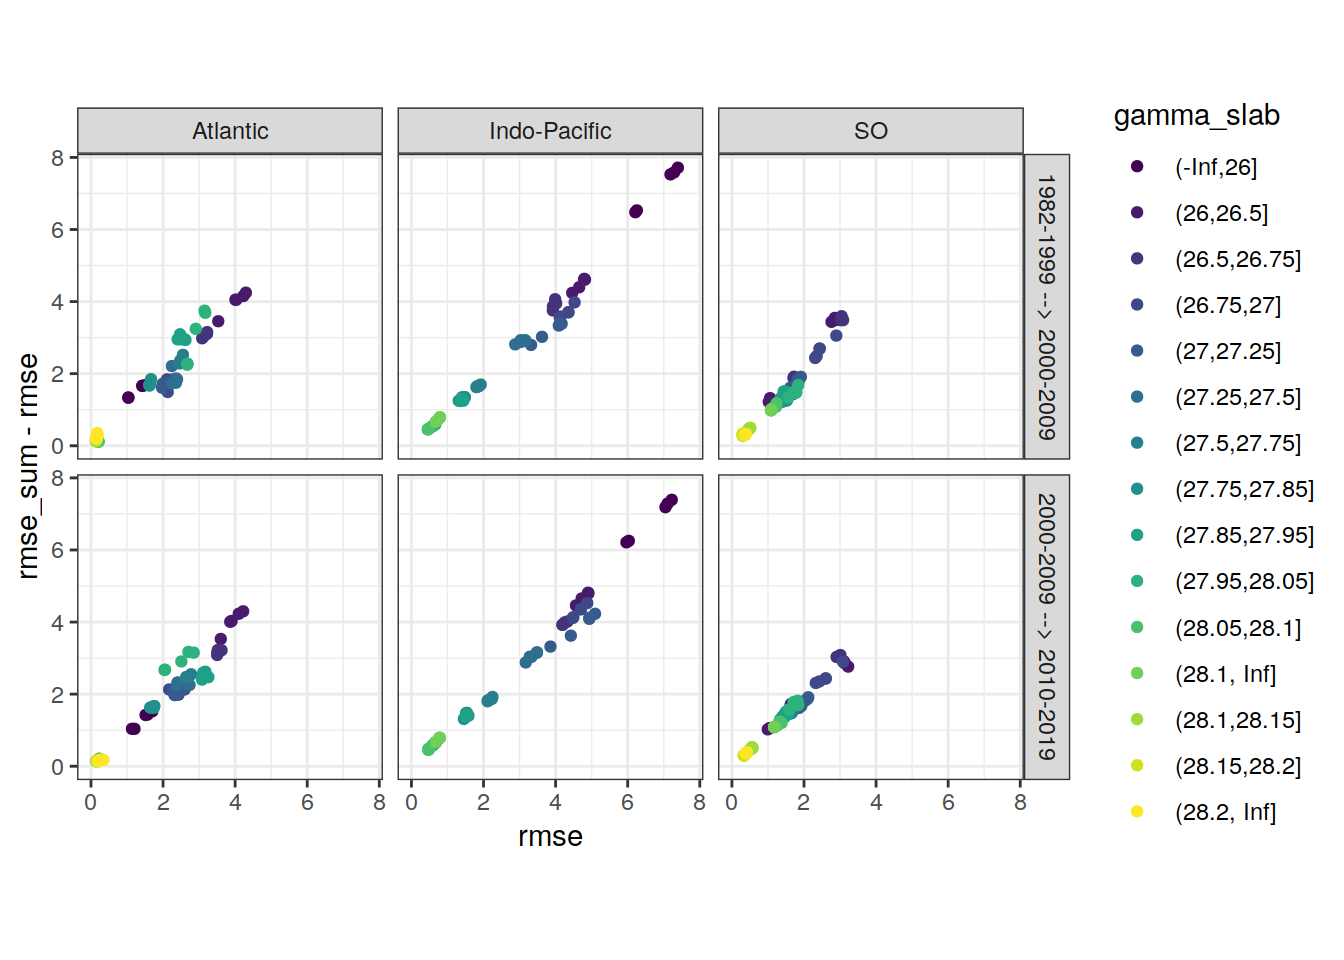 Atlantic
Indo-Pacific
SO
8
6
4
2
0
1982-1999 --> 2000-2009
8
6
4
2
0
2000-2009 --> 2010-2019
0 2 4 6 8
0 2 4 6 8
0 2 4 6 8
rmse
rmse_sum - rmse
gamma_slab
(-Inf,26]
(26,26.5]
(26.5,26.75]
(26.75,27]
(27,27.25]
(27.25,27.5]
(27.5,27.75]
(27.75,27.85]
(27.85,27.95]
(27.95,28.05]
(28.05,28.1]
(28.1, Inf]
(28.1,28.15]
(28.15,28.2]
(28.2, Inf]